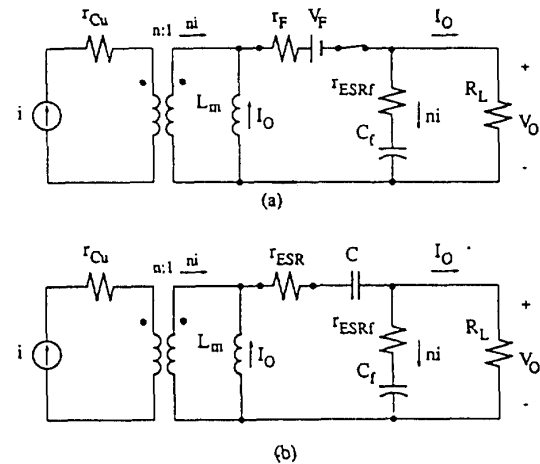 r_Cu n:1 ni r_F V_F I_O
i L_m I_O r_ESRf ni C_f R_L + V_O -
(a)
r_Cu n:1 ni r_ESR C I_O
i L_m I_O r_ESRf ni C_f R_L + V_O -
(b)